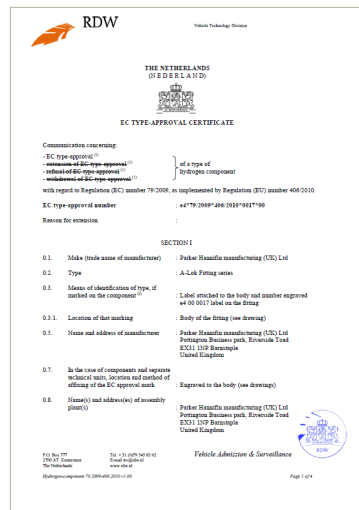 RDW
Vehicle Technology Division
THE NETHERLANDS
(NEDERLAND)
EC TYPE-APPROVAL CERTIFICATE
Communication concerning:
- EC type-approval (1)
- extension of EC type-approval (1)
- refusal of EC type-approval (1)
- withdrawal of EC type-approval (1)
of a type of
hydrogen component
with regard to Regulation (EC) number 79/2009, as implemented by Regulation (EU) number 406/2010.
EC type-approval number : e4*79/2009*406/2010*0017*00
Reason for extension :
SECTION I
0.1. Make (trade name of manufacturer) : Parker Hannifin manufacturing (UK) Ltd
0.2. Type : A-Lok Fitting series
0.3. Means of identification of type, if
marked on the component (2) : Label attached to the body and number engraved
e4 00 0017 label on the fitting
0.3.1. Location of that marking : Body of the fitting (see drawing)
0.5. Name and address of manufacturer : Parker Hannifin manufacturing (UK) Ltd
Pottington Business park, Riverside Toad
EX31 1NP Barnstaple
United Kingdom
0.7. In the case of components and separate
technical units, location and method of
affixing of the EC approval mark : Engraved to the body (see drawings)
0.8. Name(s) and address(es) of assembly
plant(s) : Parker Hannifin manufacturing (UK) Ltd
Pottington Business park, Riverside Toad
EX31 1NP Barnstaple
United Kingdom
P.O. Box 777
2700 AT Zoetermeer
The Netherlands
www.rdw.nl
Vehicle Admission & Surveillance
RDW
Hydrogen-component 79.2009-406.2010 v1.00
Page 1 of 4